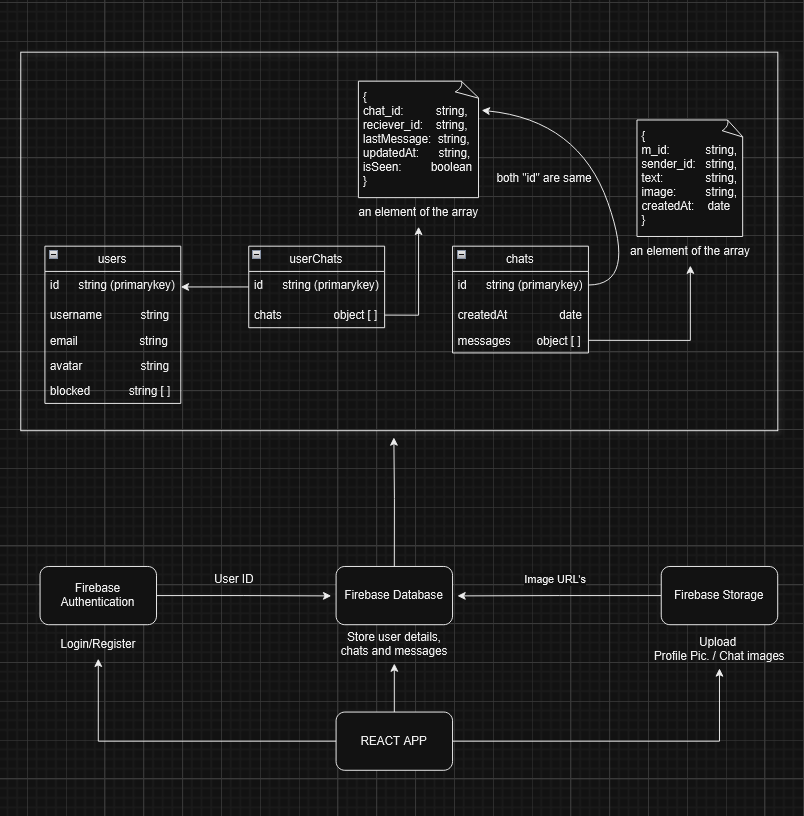 {
chat_id: string,
reciever_id: string,
lastMessage: string,
updatedAt: string,
isSeen: boolean
}
an element of the array
both "id" are same
{
m_id: string,
sender_id: string,
text: string,
image: string,
createdAt: date
}
an element of the array
users
id string (primarykey)
username string
email string
avatar string
blocked string [ ]
userChats
id string (primarykey)
chats object [ ]
chats
id string (primarykey)
createdAt date
messages object [ ]
Firebase
Authentication
Login/Register
User ID
Firebase Database
Store user details,
chats and messages
Image URL's
Firebase Storage
Upload
Profile Pic. / Chat images
REACT APP